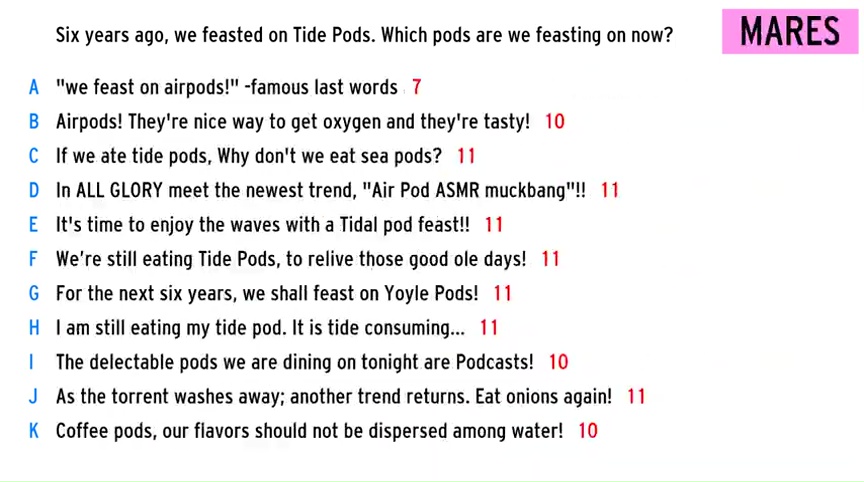 Six years ago, we feasted on Tide Pods. Which pods are we feasting on now?
MARES
A "we feast on airpods!" -famous last words 7
B Airpods! They're nice way to get oxygen and they're tasty! 10
C If we ate tide pods, Why don't we eat sea pods? 11
D In ALL GLORY meet the newest trend, "Air Pod ASMR muckbang"!! 11
E It's time to enjoy the waves with a Tidal pod feast!! 11
F We're still eating Tide Pods, to relive those good ole days! 11
G For the next six years, we shall feast on Yoyle Pods! 11
H I am still eating my tide pod. It is tide consuming... 11
I The delectable pods we are dining on tonight are Podcasts! 10
J As the torrent washes away; another trend returns. Eat onions again! 11
K Coffee pods, our flavors should not be dispersed among water! 10